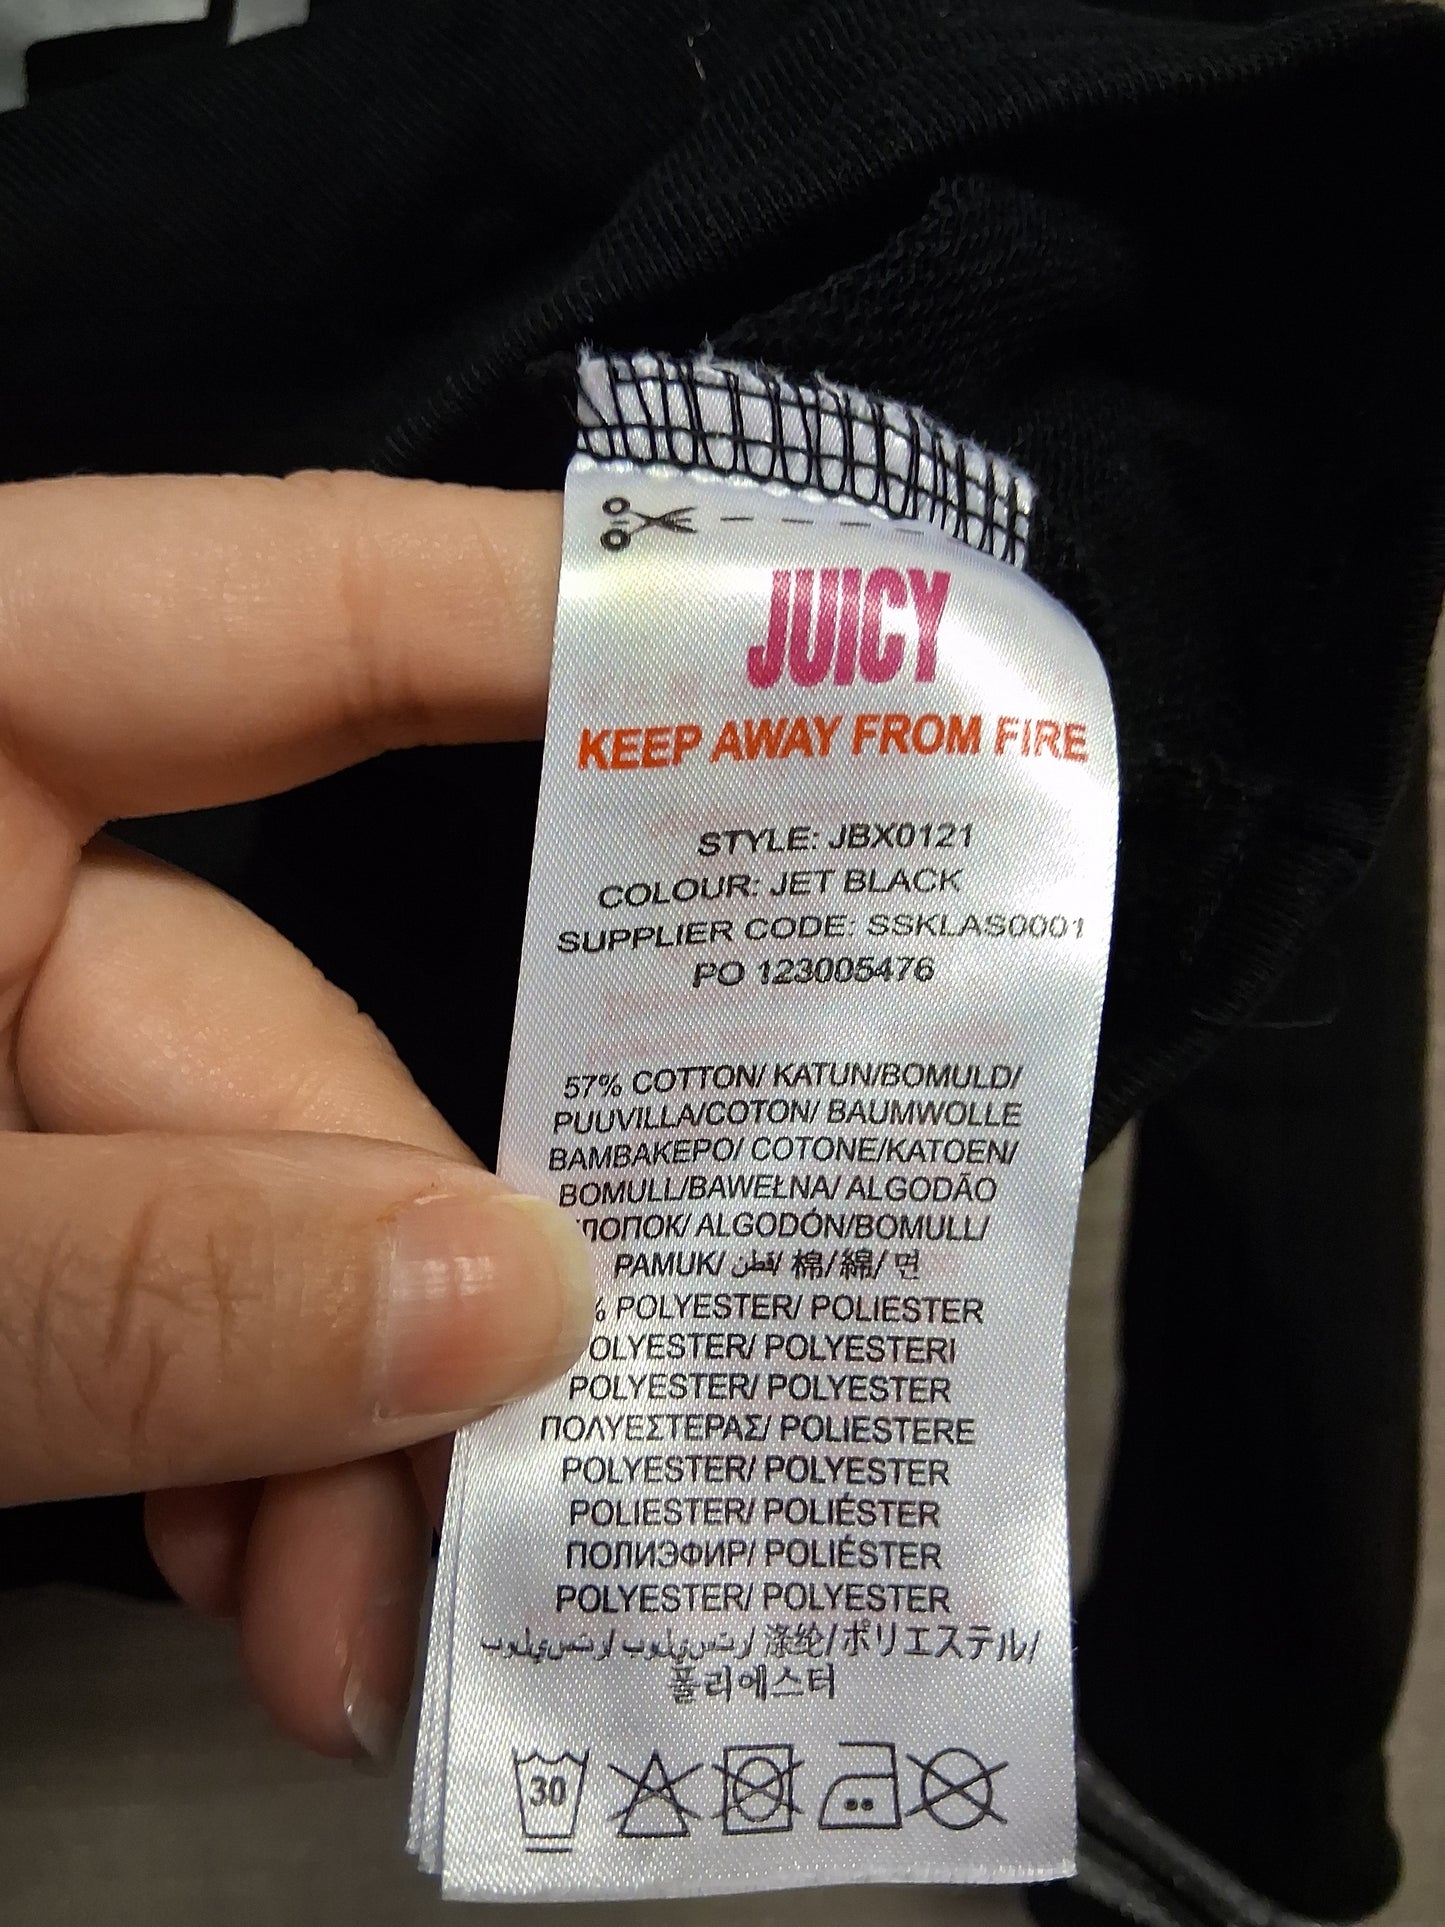 JUICY
KEEP AWAY FROM FIRE
STYLE: JBX0121
COLOUR: JET BLACK
SUPPLIER CODE: SSKLAS0001
PO 123005476
57% COTTON/ KATUN/BOMULD/
PUUVILLA/COTON/ BAUMWOLLE
BAMBAKEPO/ COTONE/KATOEN/
BOMULL/BAWEŁNA/ ALGODÃO
ЛОПОК/ ALGODÓN/BOMULL/
PAMUK/ قطن/ 棉/ 綿/ 면
% POLYESTER/ POLIESTER
OLYESTER/ POLYESTERI
POLYESTER/ POLYESTER
ΠΟΛΥΕΣΤΕΡΑΣ/ POLIESTERE
POLYESTER/ POLYESTER
POLIESTER/ POLIÉSTER
ПОЛИЭФИР/ POLIÉSTER
POLYESTER/ POLYESTER
بوليستر/ بوليستر/ 涤纶/ポリエステル/
폴리에스터
30